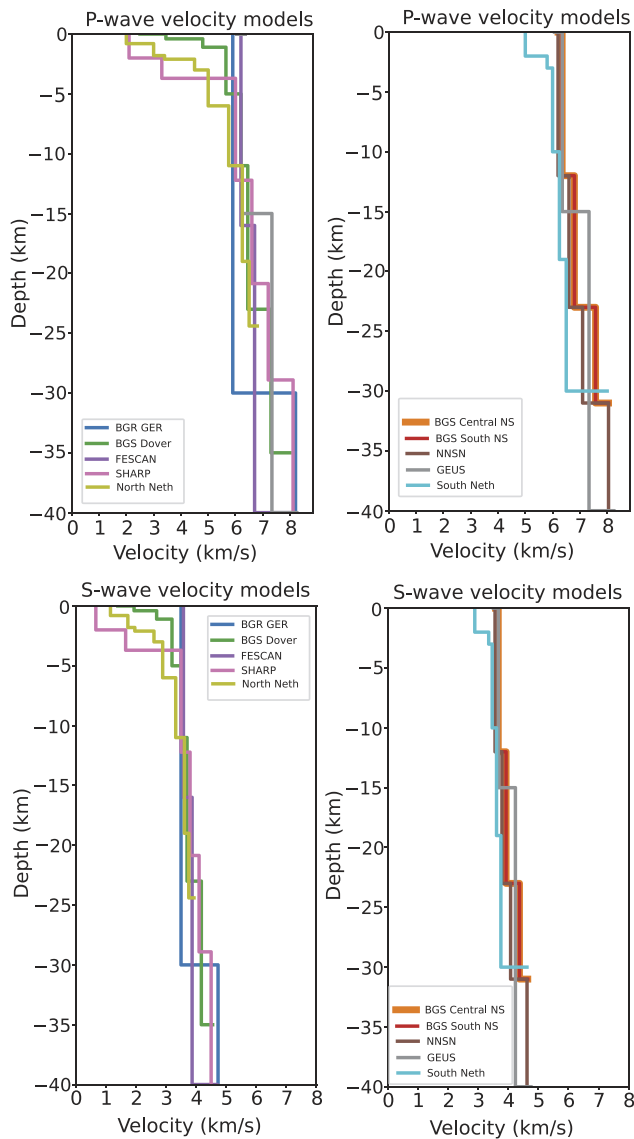 P-wave velocity models
0
−5
−10
−15
−20
−25
−30
−35
−40
Depth (km)
BGR GER
BGS Dover
FESCAN
SHARP
North Neth
0 1 2 3 4 5 6 7 8
Velocity (km/s)
P-wave velocity models
0
−5
−10
−15
−20
−25
−30
−35
−40
Depth (km)
BGS Central NS
BGS South NS
NNSN
GEUS
South Neth
0 1 2 3 4 5 6 7 8
Velocity (km/s)
S-wave velocity models
0
−5
−10
−15
−20
−25
−30
−35
−40
Depth (km)
BGR GER
BGS Dover
FESCAN
SHARP
North Neth
0 1 2 3 4 5 6 7 8
Velocity (km/s)
S-wave velocity models
0
−5
−10
−15
−20
−25
−30
−35
−40
Depth (km)
BGS Central NS
BGS South NS
NNSN
GEUS
South Neth
0 1 2 3 4 5 6 7 8
Velocity (km/s)